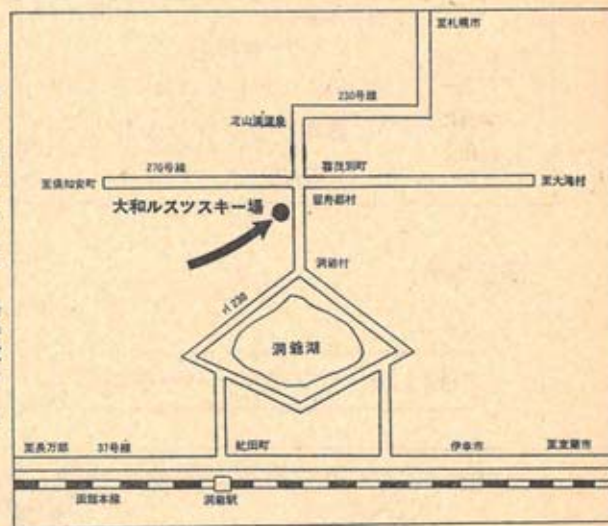 至札幌市
230号線
定山渓温泉
276号線
喜茂別町
至倶知安町
至大滝村
大和ルスツスキー場
留寿都村
洞爺村
〃230
洞爺湖
至長万部
37号線
虻田町
伊達市
至室蘭市
函館本線
洞爺駅